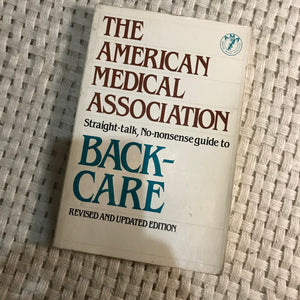 THE
AMERICAN
MEDICAL
ASSOCIATION
Straight-talk, No-nonsense guide to
BACK-
CARE
REVISED AND UPDATED EDITION